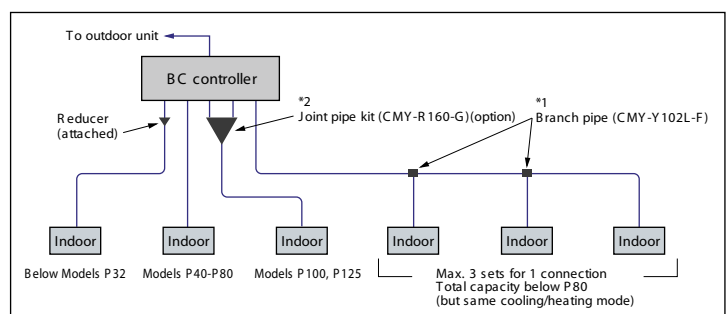 To outdoor unit
BC controller
Reducer
(attached)
*2
Joint pipe kit (CMY-R160-G)(option)
*1
Branch pipe (CMY-Y102L-F)
Indoor
Indoor
Indoor
Indoor
Indoor
Indoor
Below Models P32
Models P40-P80
Models P100, P125
Max. 3 sets for 1 connection
Total capacity below P80
(but same cooling/heating mode)